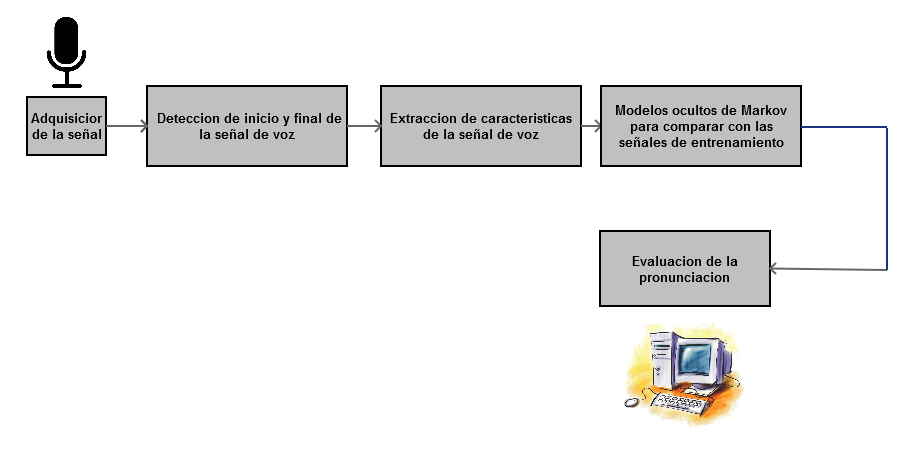 Adquisicior
de la señal
Deteccion de inicio y final de
la señal de voz
Extraccion de caracteristicas
de la señal de voz
Modelos ocultos de Markov
para comparar con las
señales de entrenamiento
Evaluacion de la
pronunciacion